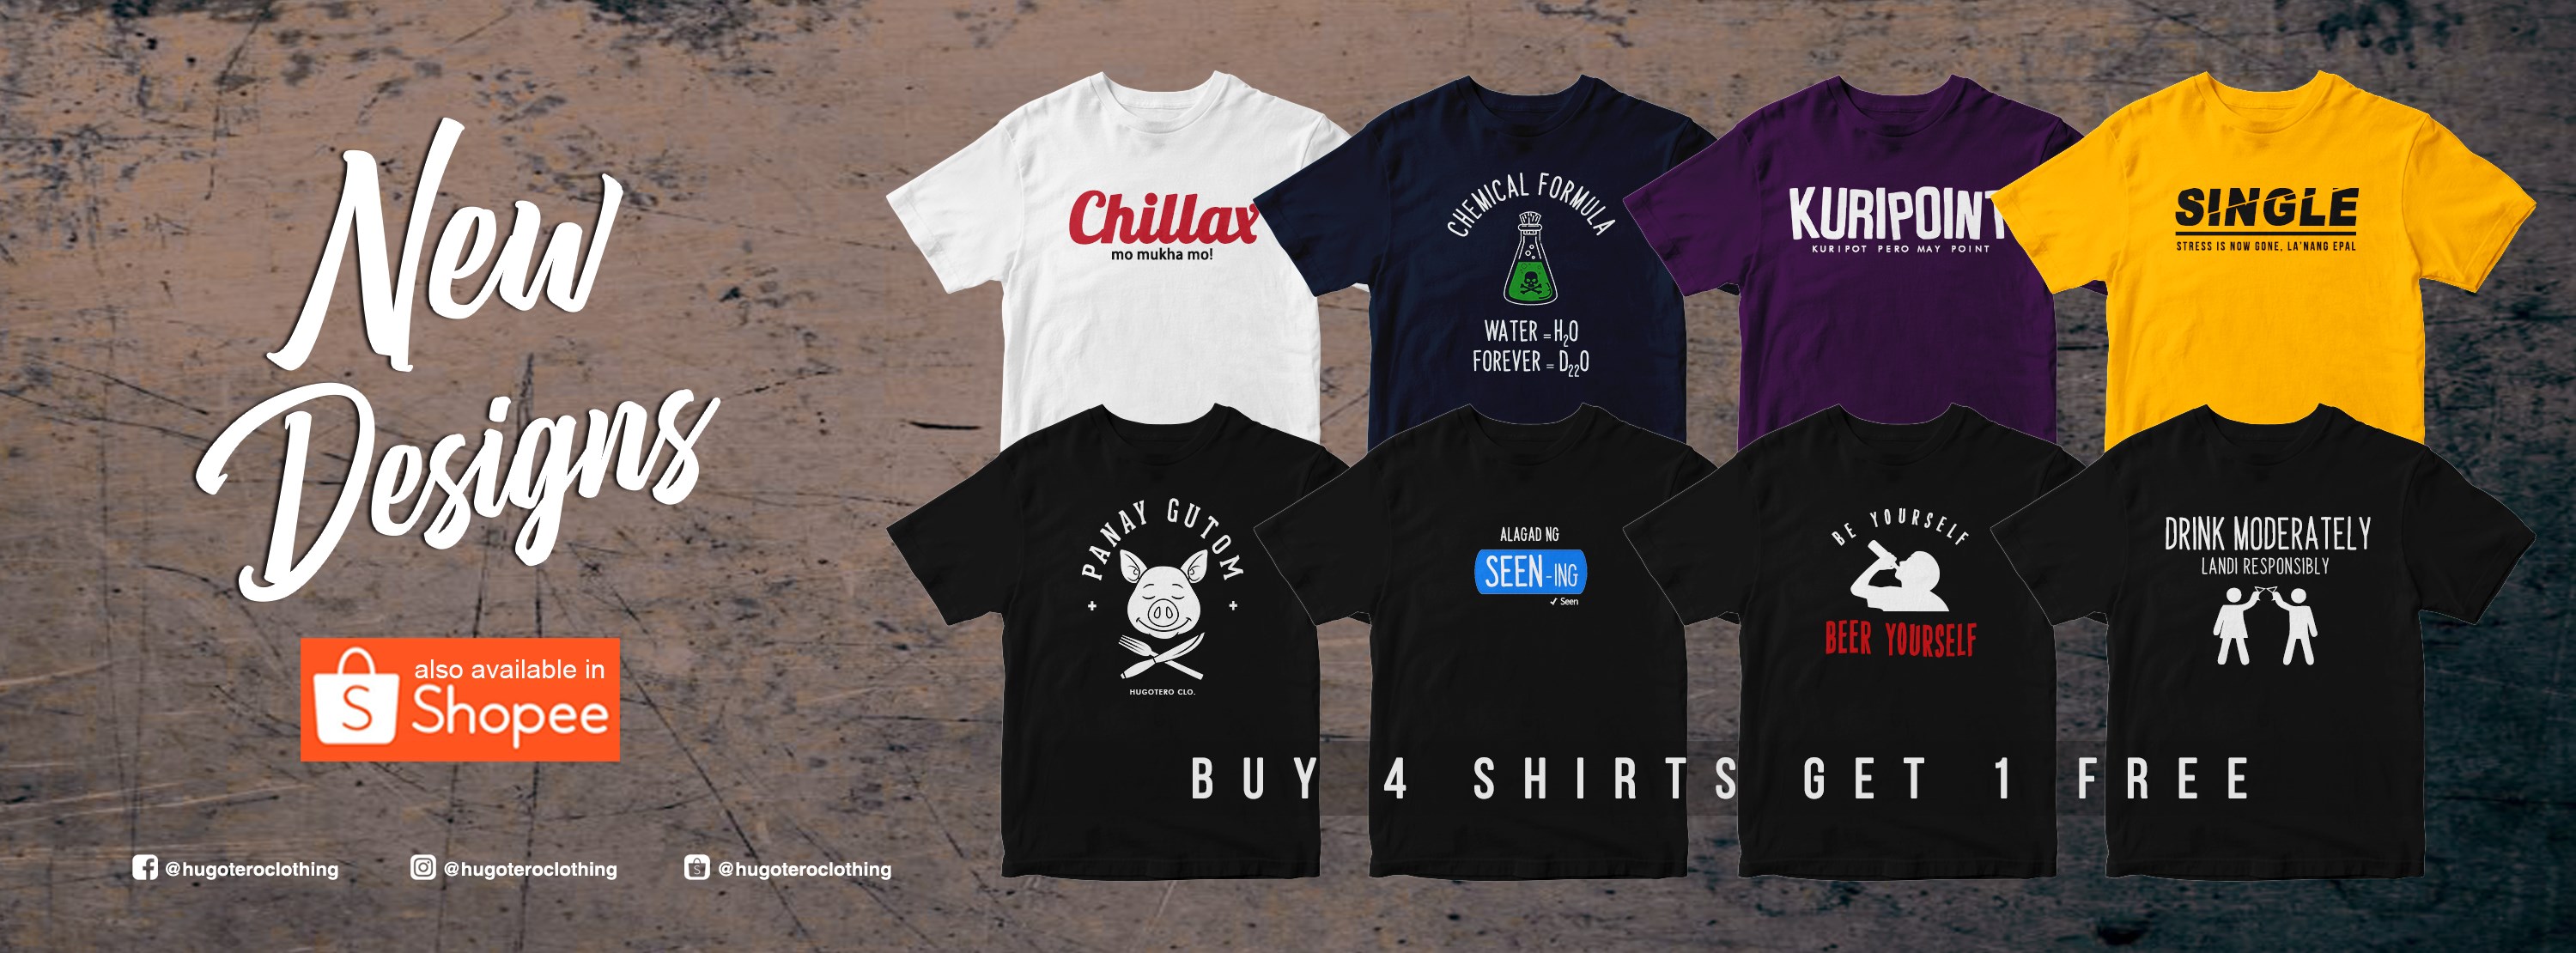 New
Designs
also available in
Shopee
@hugoteroclothing
@hugoteroclothing
@hugoteroclothing
Chillax
mo mukha mo!
CHEMICAL FORMULA
WATER = H₂O
FOREVER = D₂₂O
KURIPOINT
KURIPOT PERO MAY POINT
SINGLE
STRESS IS NOW GONE, LA'NANG EPAL
PANAY GUTOM
HUGOTERO CLO.
ALAGAD NG
SEEN-ING
✓ Seen
BE YOURSELF
BEER YOURSELF
DRINK MODERATELY
LANDI RESPONSIBLY
BUY 4 SHIRTS GET 1 FREE